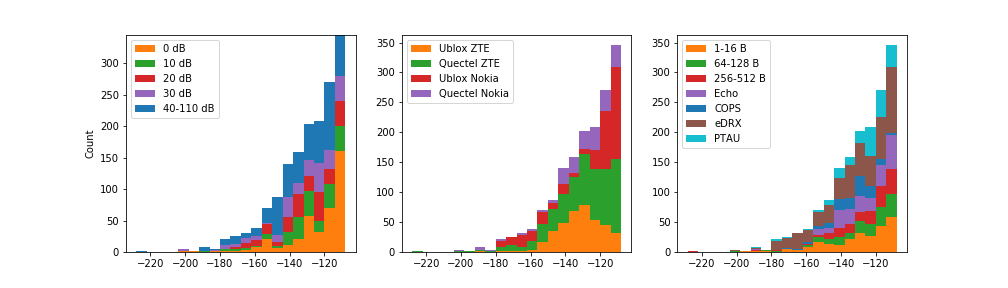 Count
300
250
200
150
100
50
0
−220 −200 −180 −160 −140 −120
0 dB
10 dB
20 dB
30 dB
40-110 dB
350
300
250
200
150
100
50
0
−220 −200 −180 −160 −140 −120
Ublox ZTE
Quectel ZTE
Ublox Nokia
Quectel Nokia
350
300
250
200
150
100
50
0
−220 −200 −180 −160 −140 −120
1-16 B
64-128 B
256-512 B
Echo
COPS
eDRX
PTAU